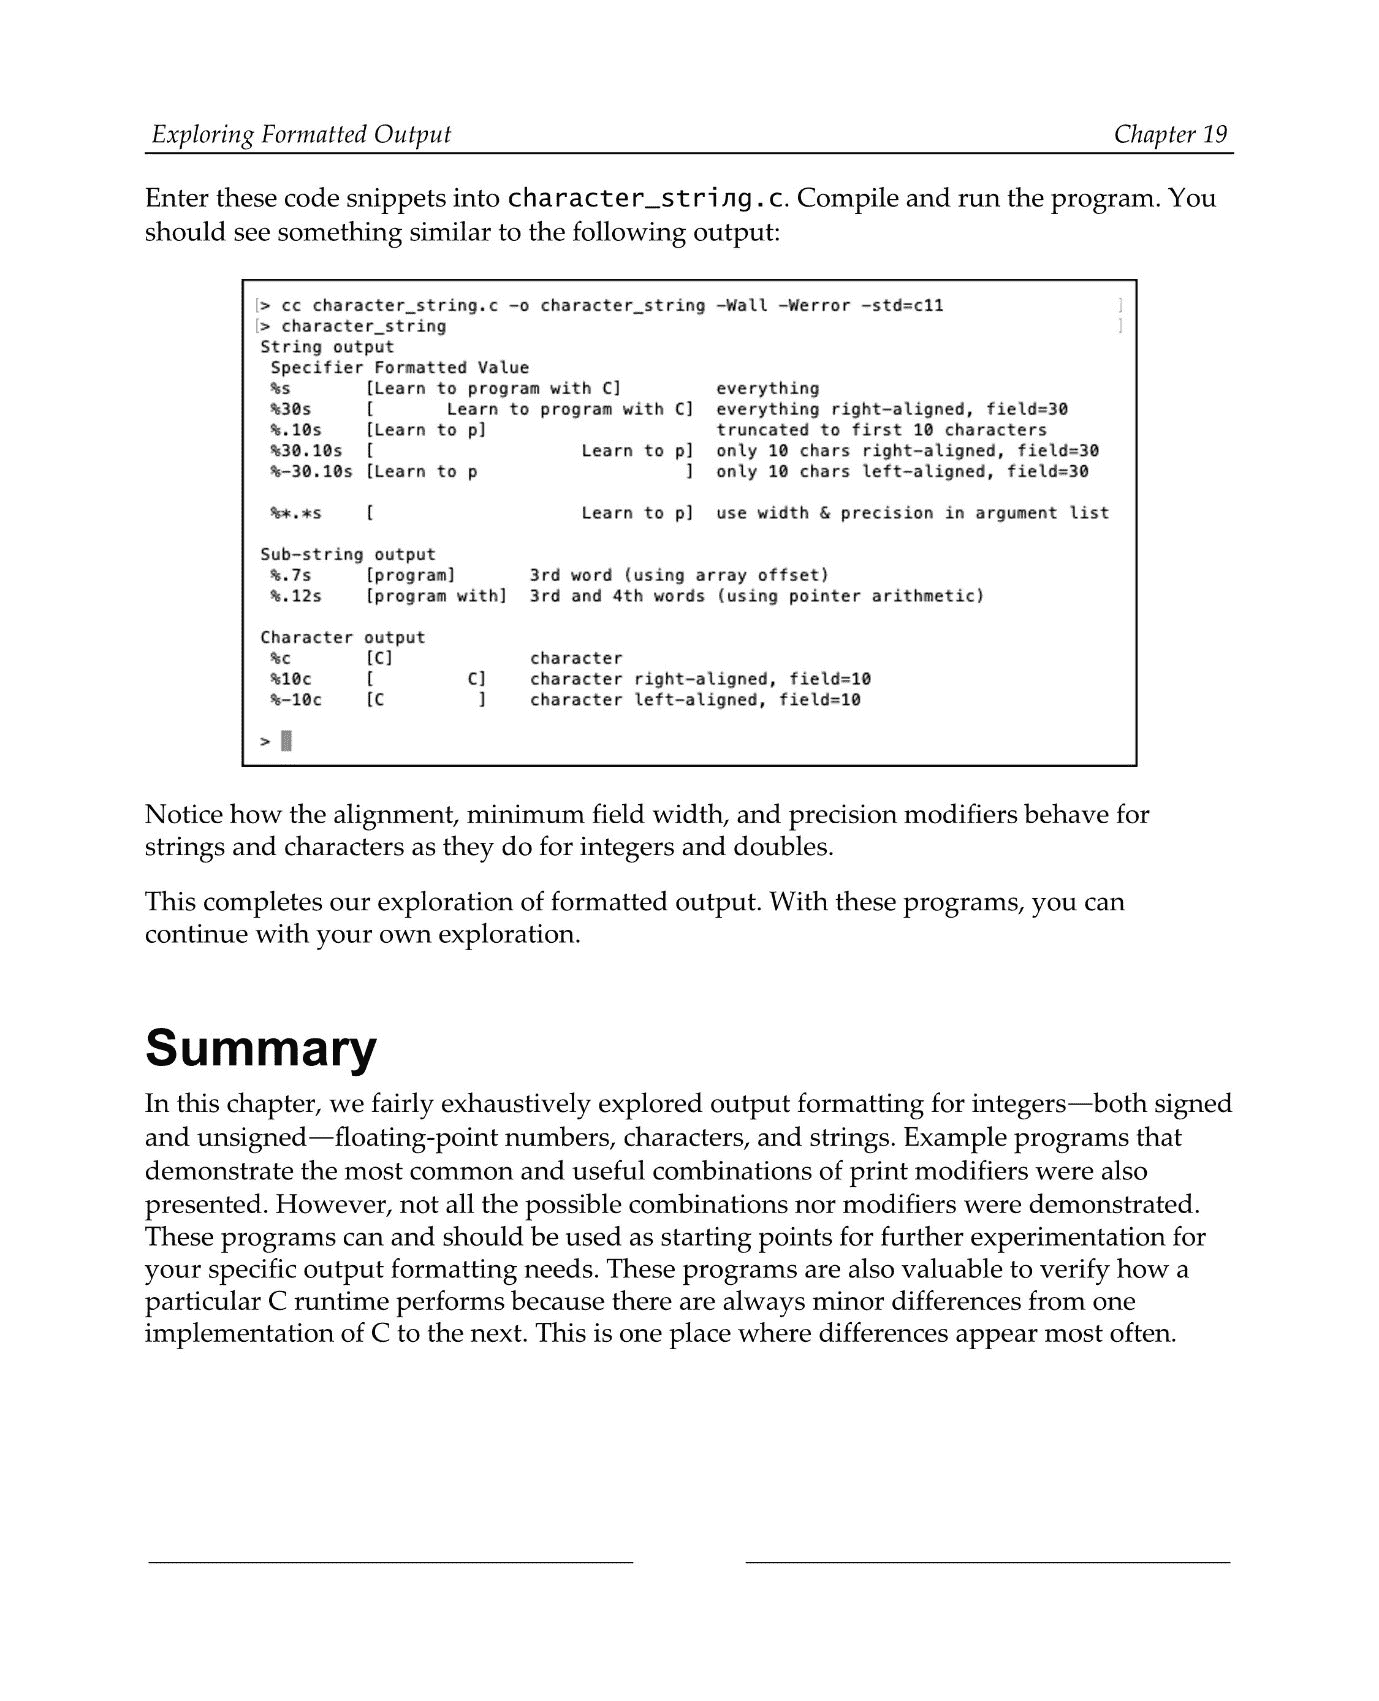 Exploring Formatted Output Chapter 19
Enter these code snippets into character_string.c. Compile and run the program. You
should see something similar to the following output:
[> cc character_string.c -o character_string -Wall -Werror -std=c11 ]
[> character_string ]
String output
 Specifier Formatted Value
 %s       [Learn to program with C]         everything
 %30s     [       Learn to program with C]  everything right-aligned, field=30
 %.10s    [Learn to p]                      truncated to first 10 characters
 %30.10s  [                    Learn to p]  only 10 chars right-aligned, field=30
 %-30.10s [Learn to p                    ]  only 10 chars left-aligned, field=30
 %*.*s    [                    Learn to p]  use width & precision in argument list
Sub-string output
 %.7s     [program]       3rd word (using array offset)
 %.12s    [program with]  3rd and 4th words (using pointer arithmetic)
Character output
 %c       [C]             character
 %10c     [         C]    character right-aligned, field=10
 %-10c    [C         ]    character left-aligned, field=10
>
Notice how the alignment, minimum field width, and precision modifiers behave for
strings and characters as they do for integers and doubles.
This completes our exploration of formatted output. With these programs, you can
continue with your own exploration.
Summary
In this chapter, we fairly exhaustively explored output formatting for integers—both signed
and unsigned—floating-point numbers, characters, and strings. Example programs that
demonstrate the most common and useful combinations of print modifiers were also
presented. However, not all the possible combinations nor modifiers were demonstrated.
These programs can and should be used as starting points for further experimentation for
your specific output formatting needs. These programs are also valuable to verify how a
particular C runtime performs because there are always minor differences from one
implementation of C to the next. This is one place where differences appear most often.